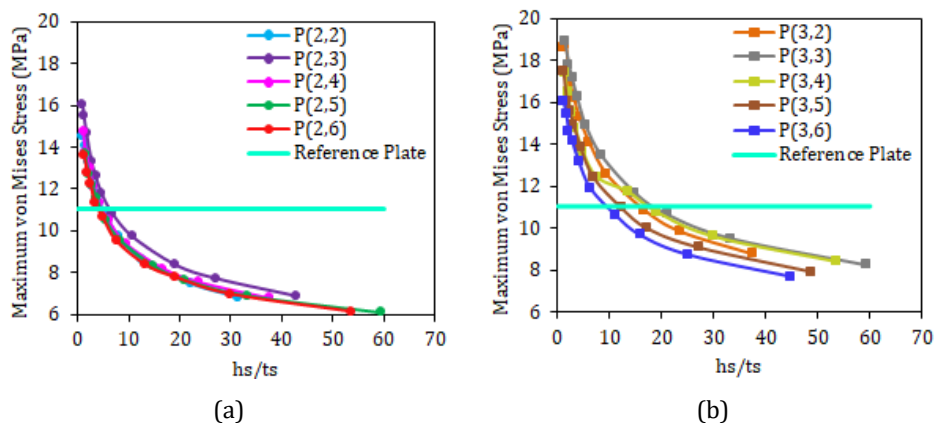 20
18
16
14
12
10
8
6
0 10 20 30 40 50 60 70
Maximum von Mises Stress (MPa)
hs/ts
P(2,2)
P(2,3)
P(2,4)
P(2,5)
P(2,6)
Reference Plate
(a)
20
18
16
14
12
10
8
6
0 10 20 30 40 50 60 70
Maximum von Mises Stress (MPa)
hs/ts
P(3,2)
P(3,3)
P(3,4)
P(3,5)
P(3,6)
Reference Plate
(b)